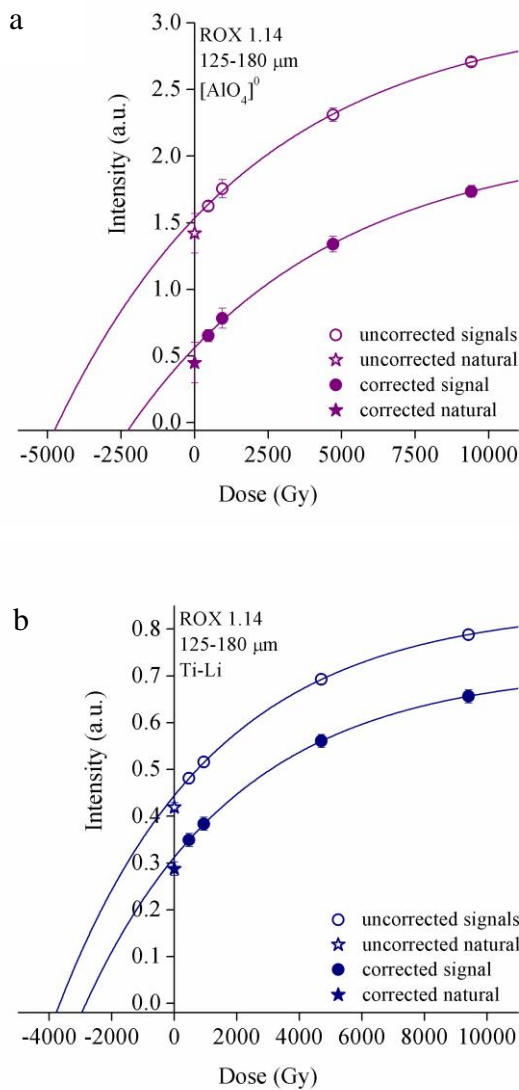 a
ROX 1.14
125-180 μm
[AlO₄]⁰
Intensity (a.u.)
3.0
2.5
2.0
1.5
1.0
0.5
0.0
uncorrected signals
uncorrected natural
corrected signal
corrected natural
-5000 -2500 0 2500 5000 7500 10000
Dose (Gy)
b
ROX 1.14
125-180 μm
Ti-Li
Intensity (a.u.)
0.8
0.7
0.6
0.5
0.4
0.3
0.2
0.1
0.0
uncorrected signals
uncorrected natural
corrected signal
corrected natural
-4000 -2000 0 2000 4000 6000 8000 10000
Dose (Gy)